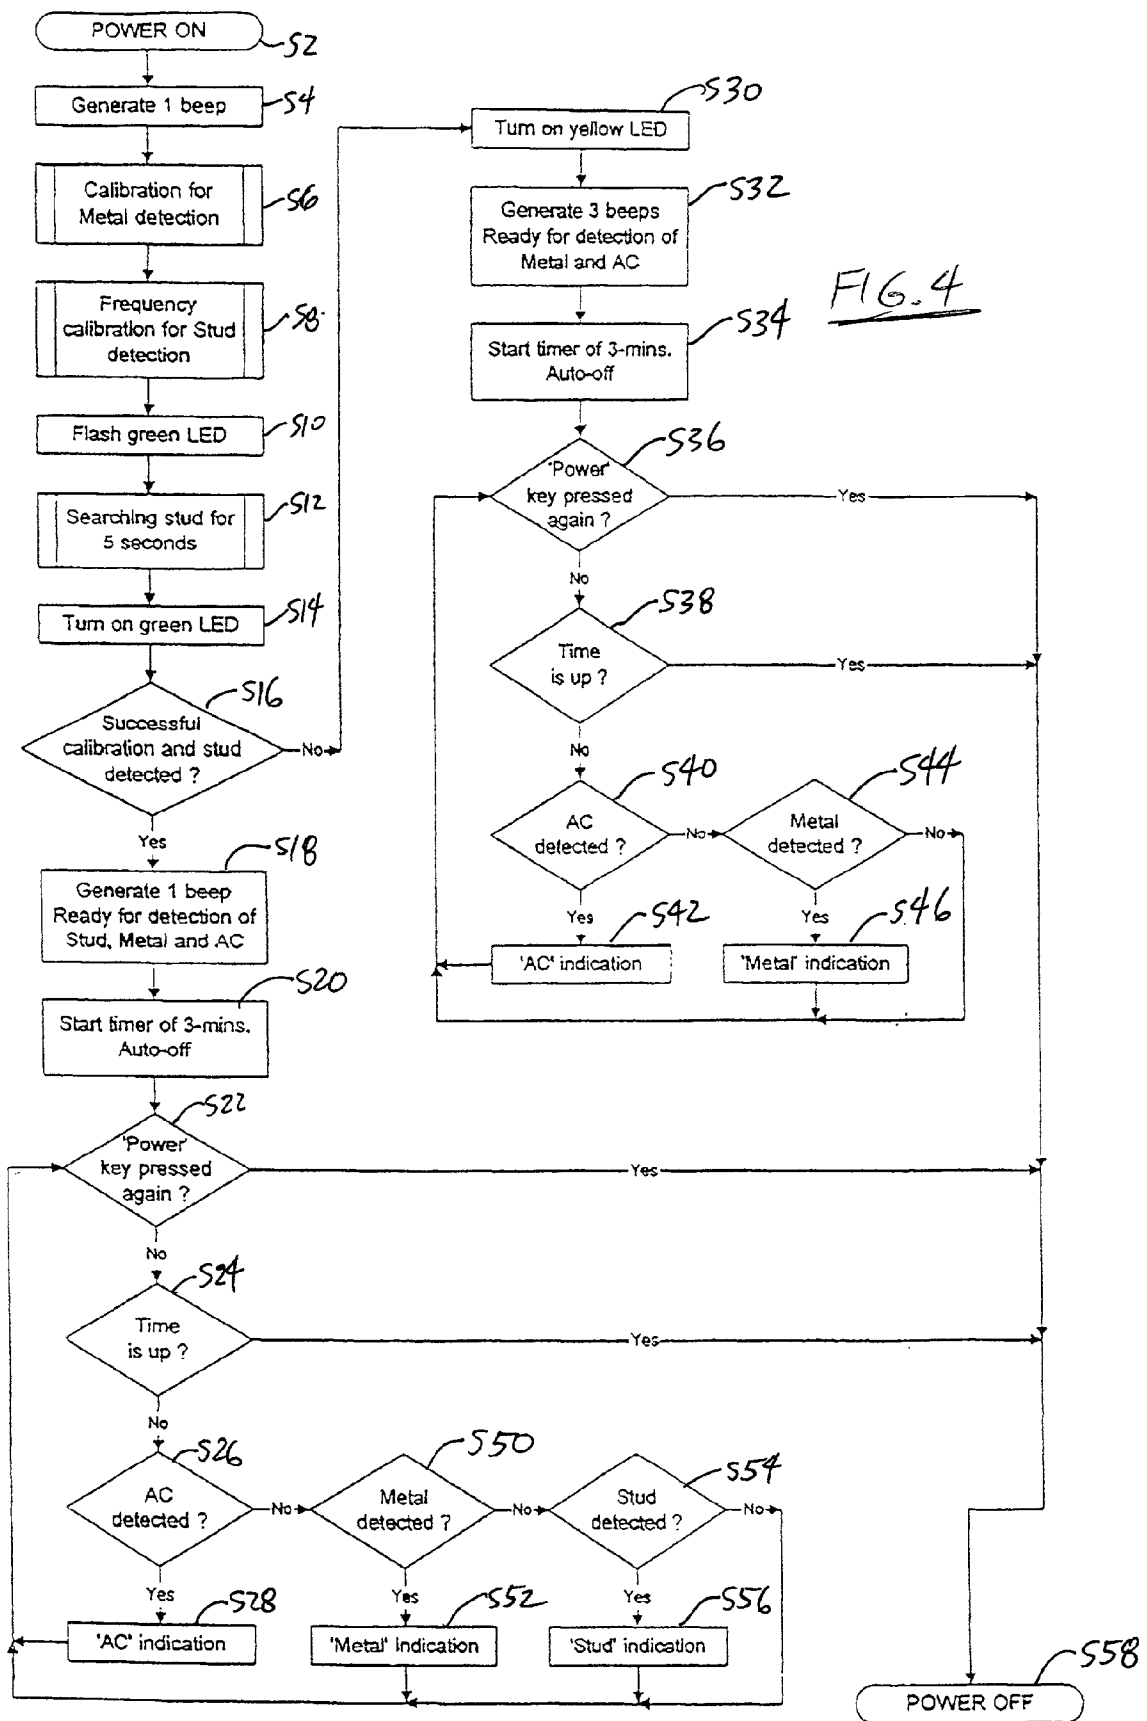 POWER ON
S2
Generate 1 beep
S4
Calibration for
Metal detection
S6
Frequency
calibration for Stud
detection
S8
Flash green LED
S10
Searching stud for
5 seconds
S12
Turn on green LED
S14
S16
Successful
calibration and stud
detected ?
No
Yes
S18
Generate 1 beep
Ready for detection of
Stud, Metal and AC
S20
Start timer of 3-mins.
Auto-off
S22
'Power'
key pressed
again ?
Yes
No
S24
Time
is up ?
Yes
No
S26
AC
detected ?
No
Yes
S28
'AC' indication
S50
Metal
detected ?
No
Yes
S52
'Metal' indication
S54
Stud
detected ?
No
Yes
S56
'Stud' indication
S30
Turn on yellow LED
S32
Generate 3 beeps
Ready for detection of
Metal and AC
FIG. 4
S34
Start timer of 3-mins.
Auto-off
S36
'Power'
key pressed
again ?
Yes
No
S38
Time
is up ?
Yes
No
S40
AC
detected ?
No
Yes
S42
'AC' indication
S44
Metal
detected ?
No
Yes
S46
'Metal' indication
S58
POWER OFF